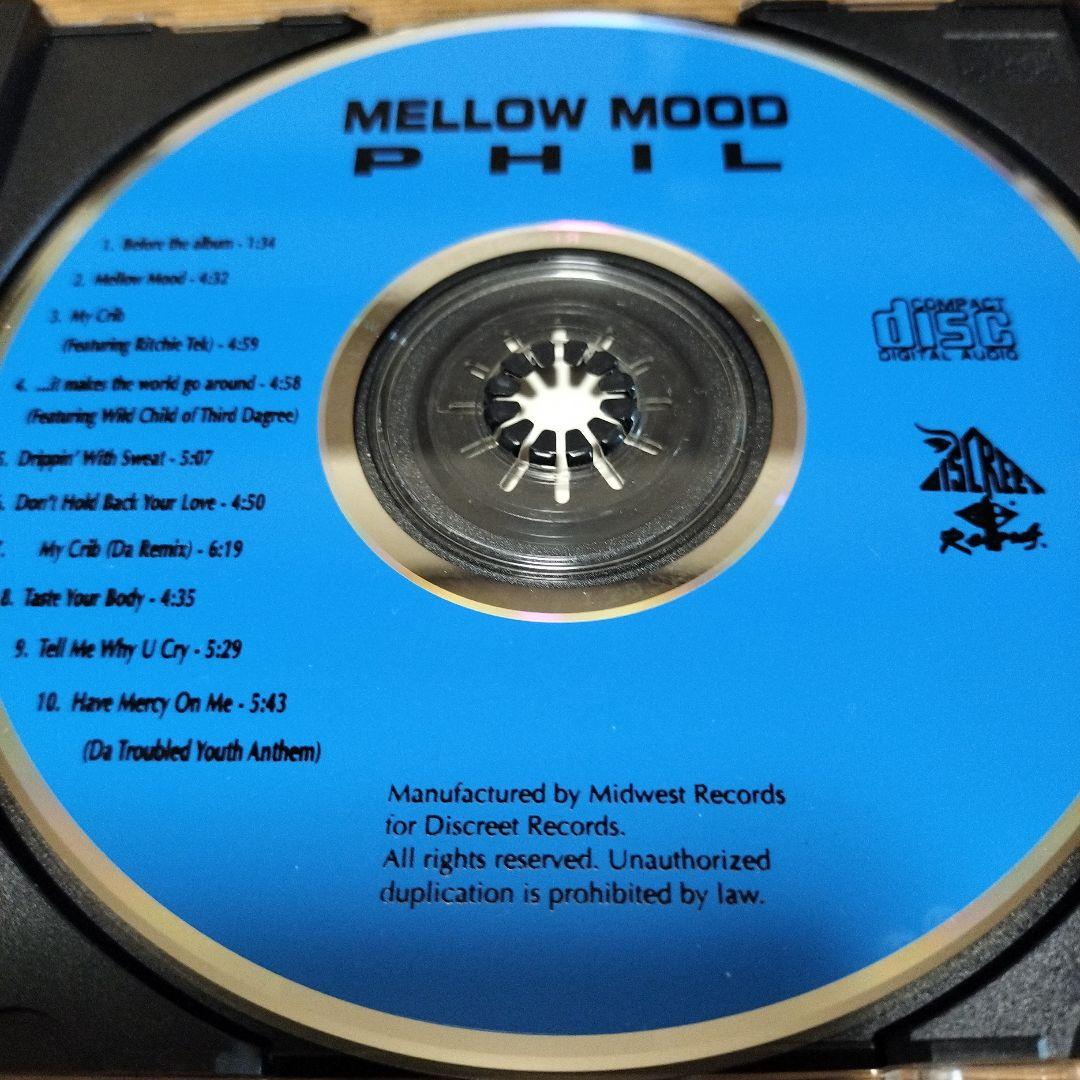 MELLOW MOOD
PHIL
1. Before the album - 1:34
2. Mellow Mood - 4:32
3. My Crib
(Featuring Ritchie Tek) - 4:59
4. ...it makes the world go around - 4:58
(Featuring Wild Child of Third Dagree)
5. Drippin' With Sweat - 5:07
6. Don't Hold Back Your Love - 4:50
7. My Crib (Da Remix) - 6:19
8. Taste Your Body - 4:35
9. Tell Me Why U Cry - 5:29
10. Have Mercy On Me - 5:43
(Da Troubled Youth Anthem)
COMPACT
disc
DIGITAL AUDIO
DISCREET
Records.
Manufactured by Midwest Records
for Discreet Records.
All rights reserved. Unauthorized
duplication is prohibited by law.